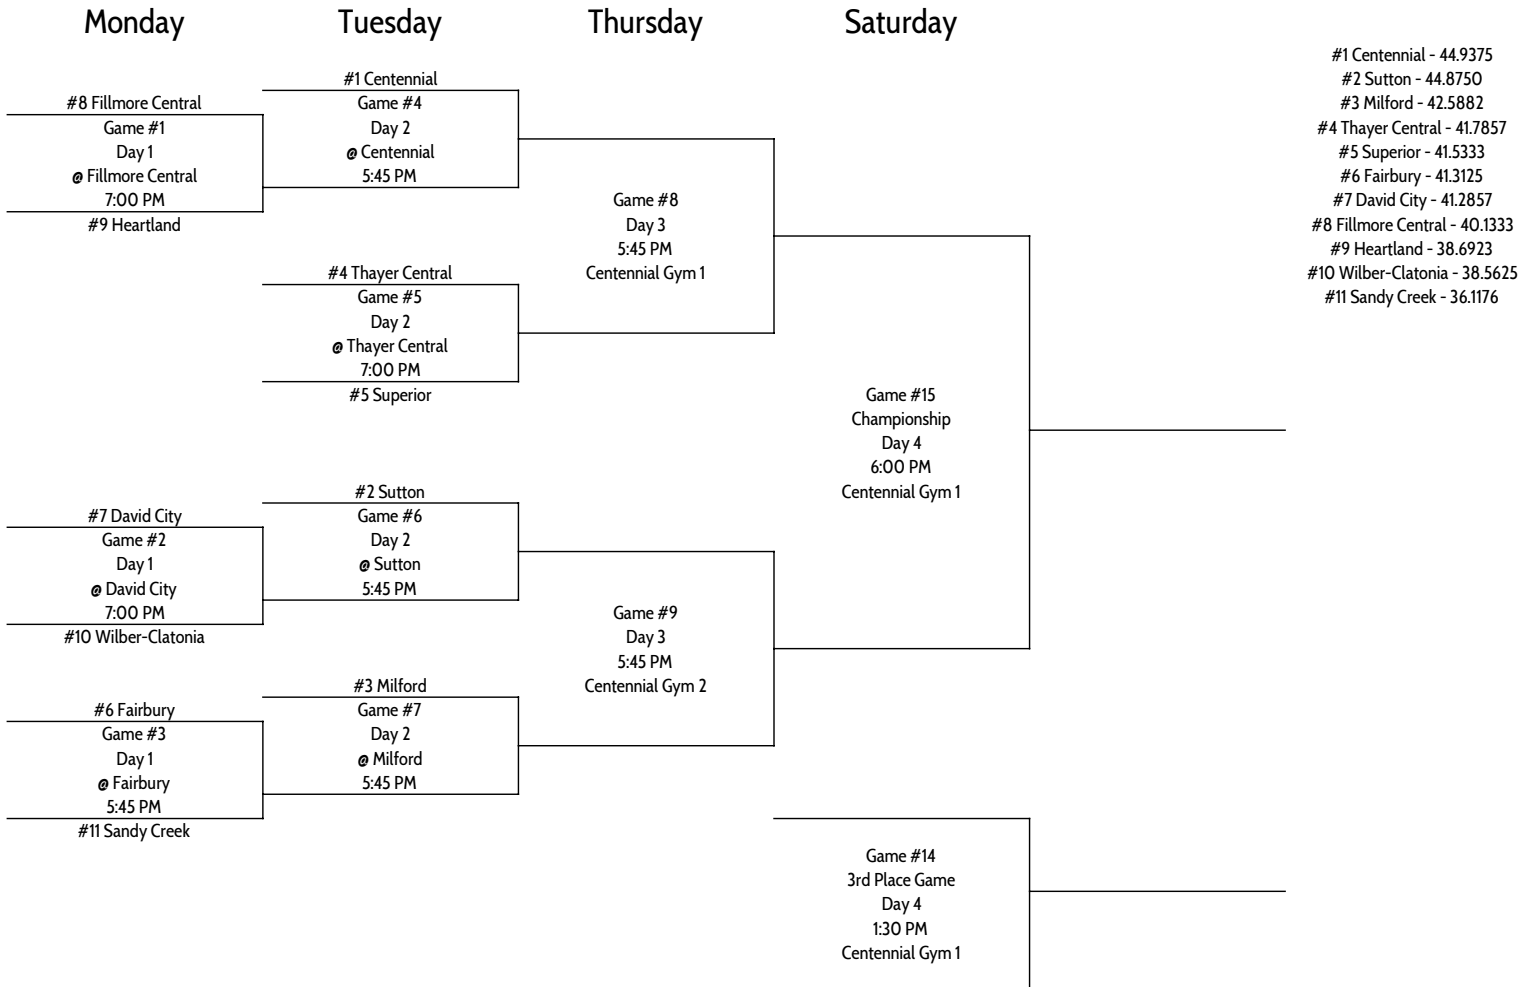 Monday
Tuesday
Thursday
Saturday
#8 Fillmore Central
Game #1
Day 1
@ Fillmore Central
7:00 PM
#9 Heartland
#7 David City
Game #2
Day 1
@ David City
7:00 PM
#10 Wilber-Clatonia
#6 Fairbury
Game #3
Day 1
@ Fairbury
5:45 PM
#11 Sandy Creek
#1 Centennial
Game #4
Day 2
@ Centennial
5:45 PM
#4 Thayer Central
Game #5
Day 2
@ Thayer Central
7:00 PM
#5 Superior
#2 Sutton
Game #6
Day 2
@ Sutton
5:45 PM
#3 Milford
Game #7
Day 2
@ Milford
5:45 PM
Game #8
Day 3
5:45 PM
Centennial Gym 1
Game #9
Day 3
5:45 PM
Centennial Gym 2
Game #15
Championship
Day 4
6:00 PM
Centennial Gym 1
Game #14
3rd Place Game
Day 4
1:30 PM
Centennial Gym 1
#1 Centennial - 44.9375
#2 Sutton - 44.8750
#3 Milford - 42.5882
#4 Thayer Central - 41.7857
#5 Superior - 41.5333
#6 Fairbury - 41.3125
#7 David City - 41.2857
#8 Fillmore Central - 40.1333
#9 Heartland - 38.6923
#10 Wilber-Clatonia - 38.5625
#11 Sandy Creek - 36.1176